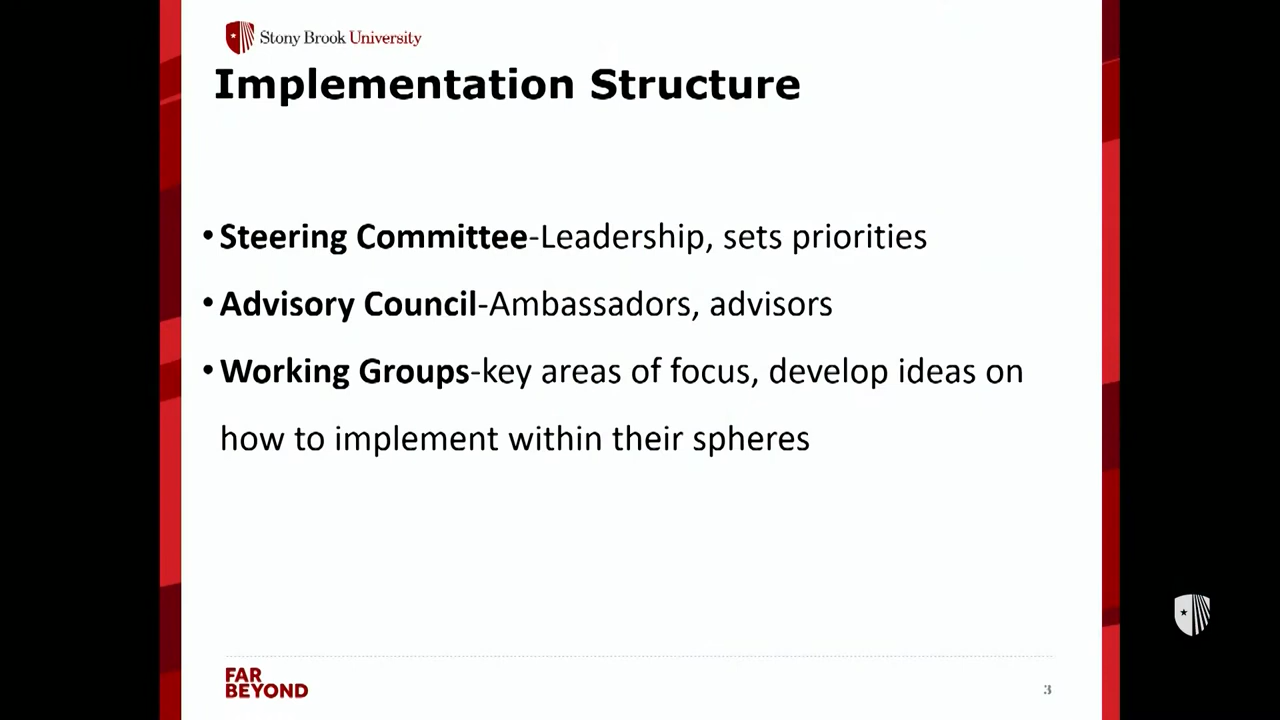 Stony Brook University
Implementation Structure
•Steering Committee-Leadership, sets priorities
•Advisory Council-Ambassadors, advisors
•Working Groups-key areas of focus, develop ideas on
how to implement within their spheres
FAR
BEYOND
3